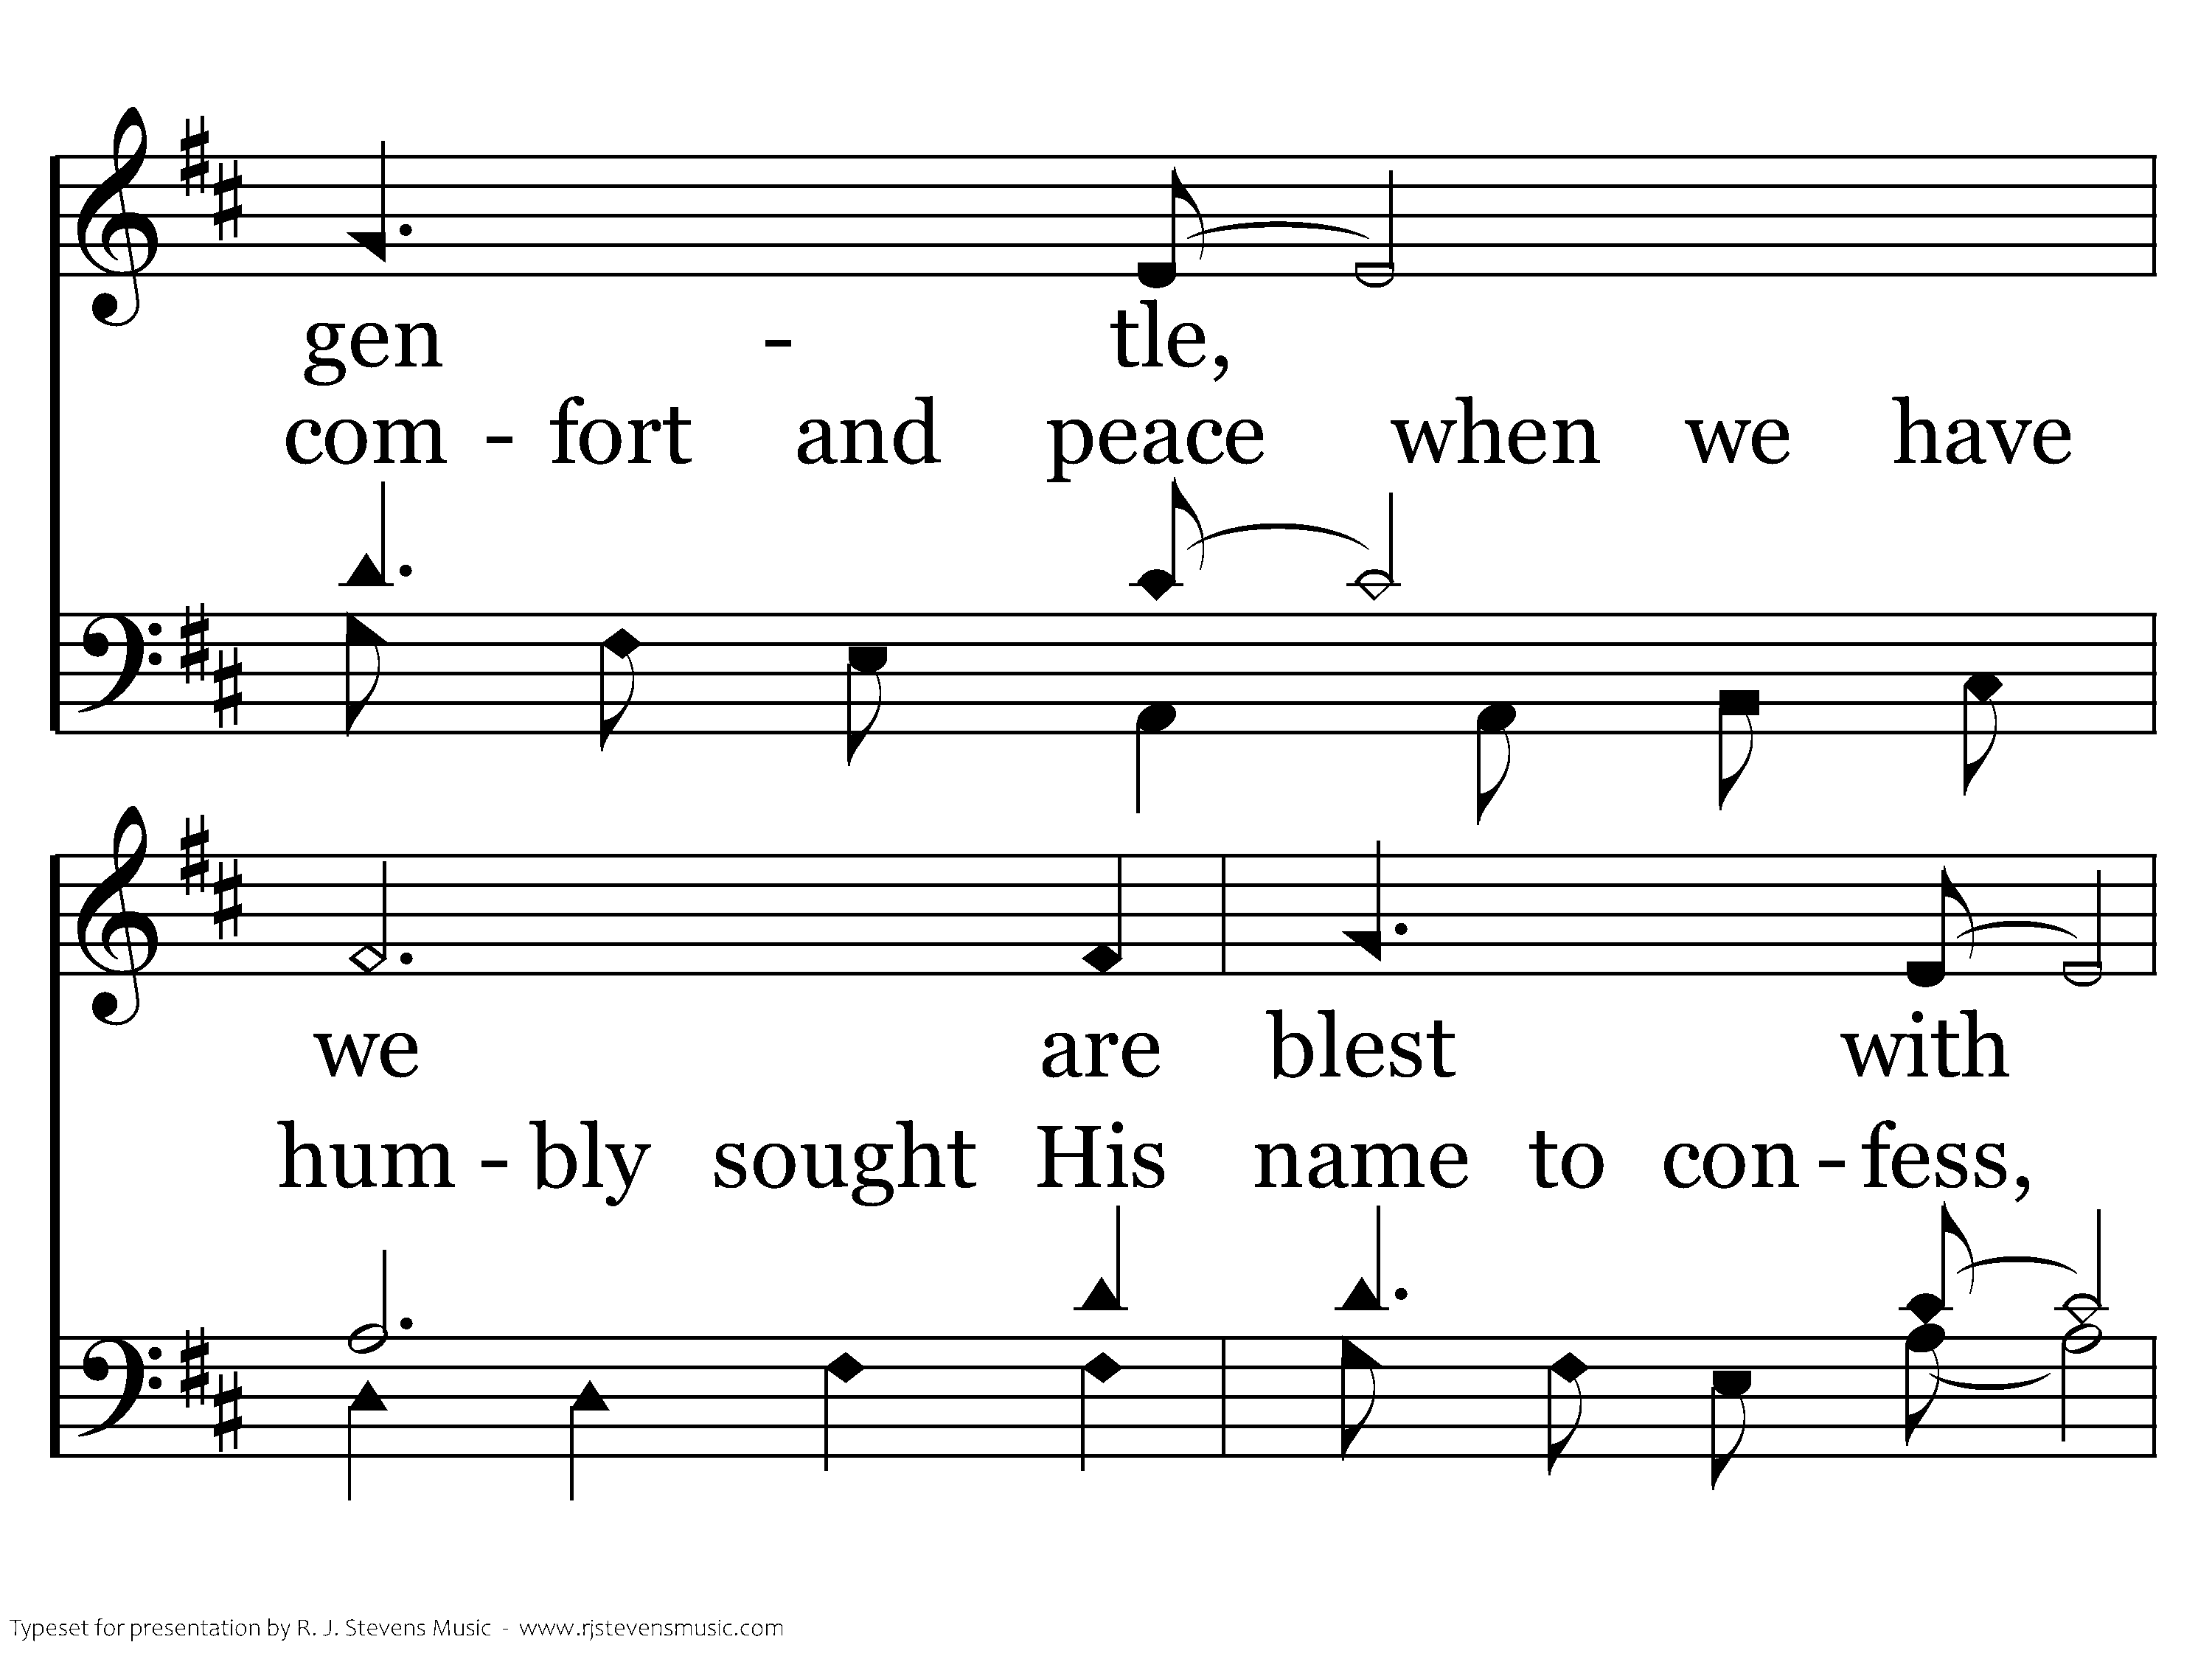 gen - tle,
com - fort and peace when we have
we are blest with
hum - bly sought His name to con - fess,
Typeset for presentation by R. J. Stevens Music - www.rjstevensmusic.com